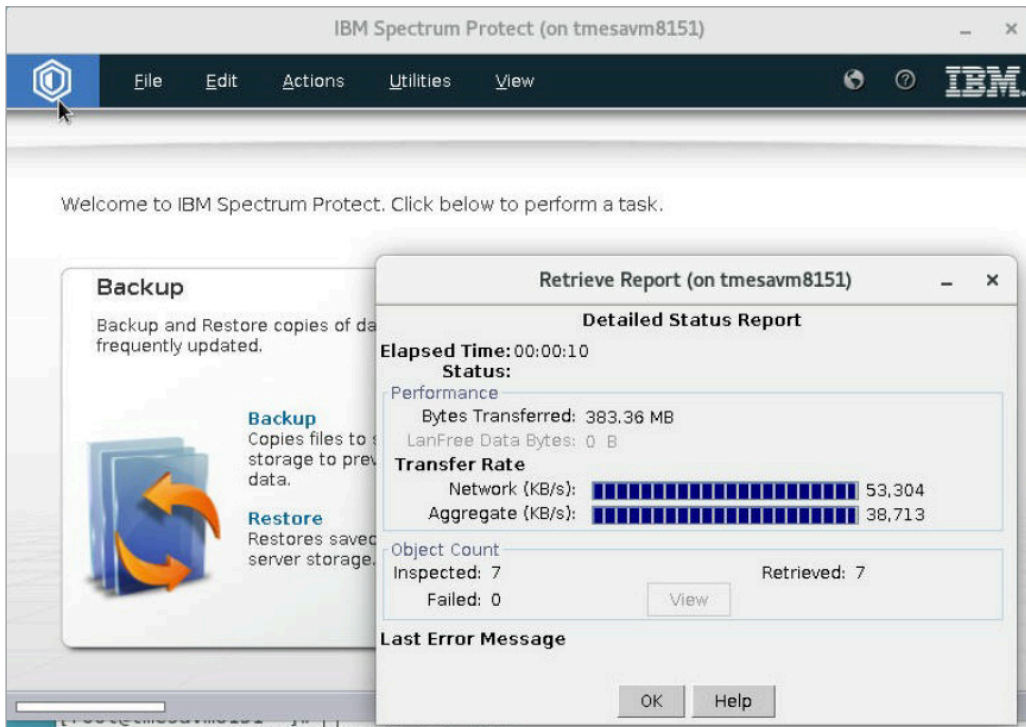 IBM Spectrum Protect (on tmesavm8151)
File Edit Actions Utilities View IBM.
Welcome to IBM Spectrum Protect. Click below to perform a task.
Backup
Backup and Restore copies of da
frequently updated.
Backup
Copies files to s
storage to prev
data.
Restore
Restores saved
server storage.
Retrieve Report (on tmesavm8151)
Detailed Status Report
Elapsed Time: 00:00:10
Status:
Performance
Bytes Transferred: 383.36 MB
LanFree Data Bytes: 0 B
Transfer Rate
Network (KB/s): 53,304
Aggregate (KB/s): 38,713
Object Count
Inspected: 7 Retrieved: 7
Failed: 0 View
Last Error Message
OK Help